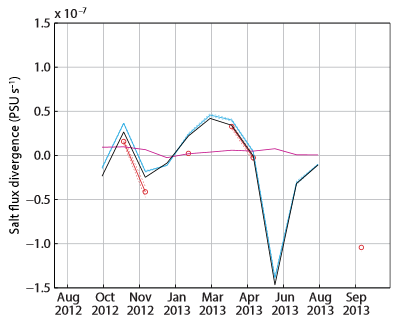 x 10⁻⁷
Salt flux divergence (PSU s⁻¹)
1.5
1.0
0.5
0.0
−0.5
−1.0
−1.5
Aug Oct Nov Jan Mar Apr Jun Aug Sep
2012 2012 2012 2013 2013 2013 2013 2013 2013